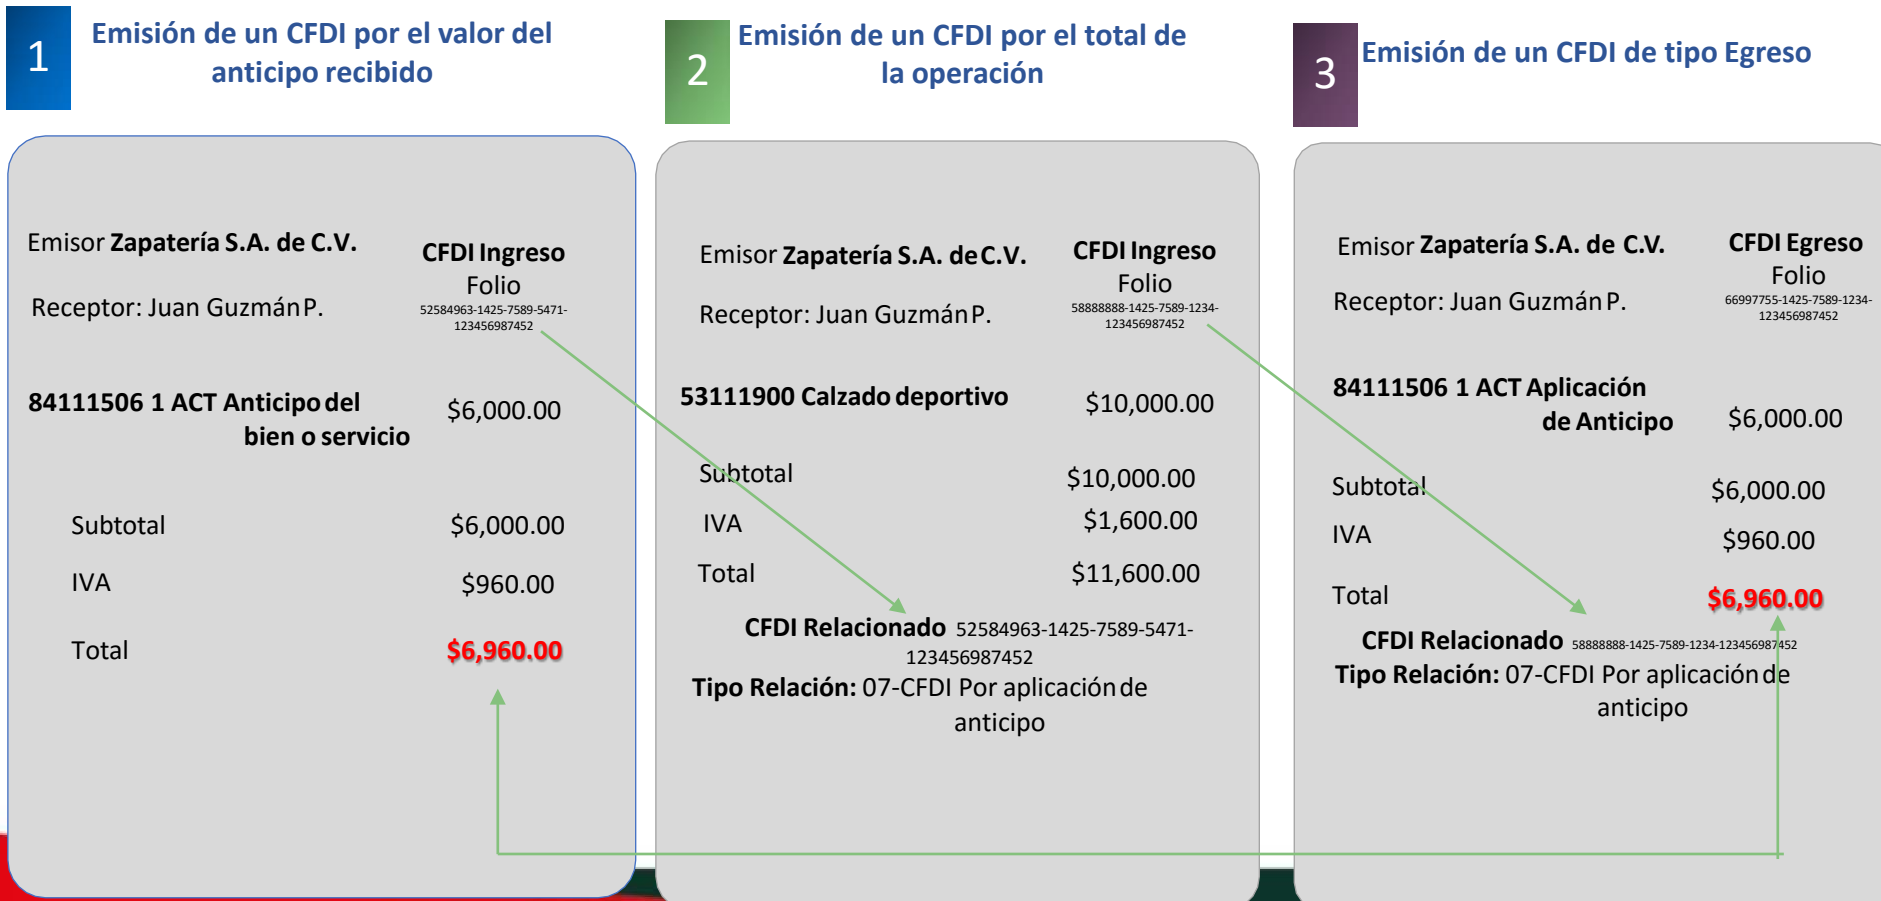 1
Emisión de un CFDI por el valor del
anticipo recibido
Emisor Zapatería S.A. de C.V.
CFDI Ingreso
Folio
52584963-1425-7589-5471-
123456987452
Receptor: Juan Guzmán P.
84111506 1 ACT Anticipo del
bien o servicio
$6,000.00
Subtotal $6,000.00
IVA $960.00
Total $6,960.00
2
Emisión de un CFDI por el total de
la operación
Emisor Zapatería S.A. de C.V.
CFDI Ingreso
Folio
58888888-1425-7589-1234-
123456987452
Receptor: Juan Guzmán P.
53111900 Calzado deportivo $10,000.00
Subtotal $10,000.00
IVA $1,600.00
Total $11,600.00
CFDI Relacionado 52584963-1425-7589-5471-
123456987452
Tipo Relación: 07-CFDI Por aplicación de
anticipo
3
Emisión de un CFDI de tipo Egreso
Emisor Zapatería S.A. de C.V.
CFDI Egreso
Folio
66997755-1425-7589-1234-
123456987452
Receptor: Juan Guzmán P.
84111506 1 ACT Aplicación
de Anticipo
$6,000.00
Subtotal $6,000.00
IVA $960.00
Total $6,960.00
CFDI Relacionado 58888888-1425-7589-1234-123456987452
Tipo Relación: 07-CFDI Por aplicación de
anticipo